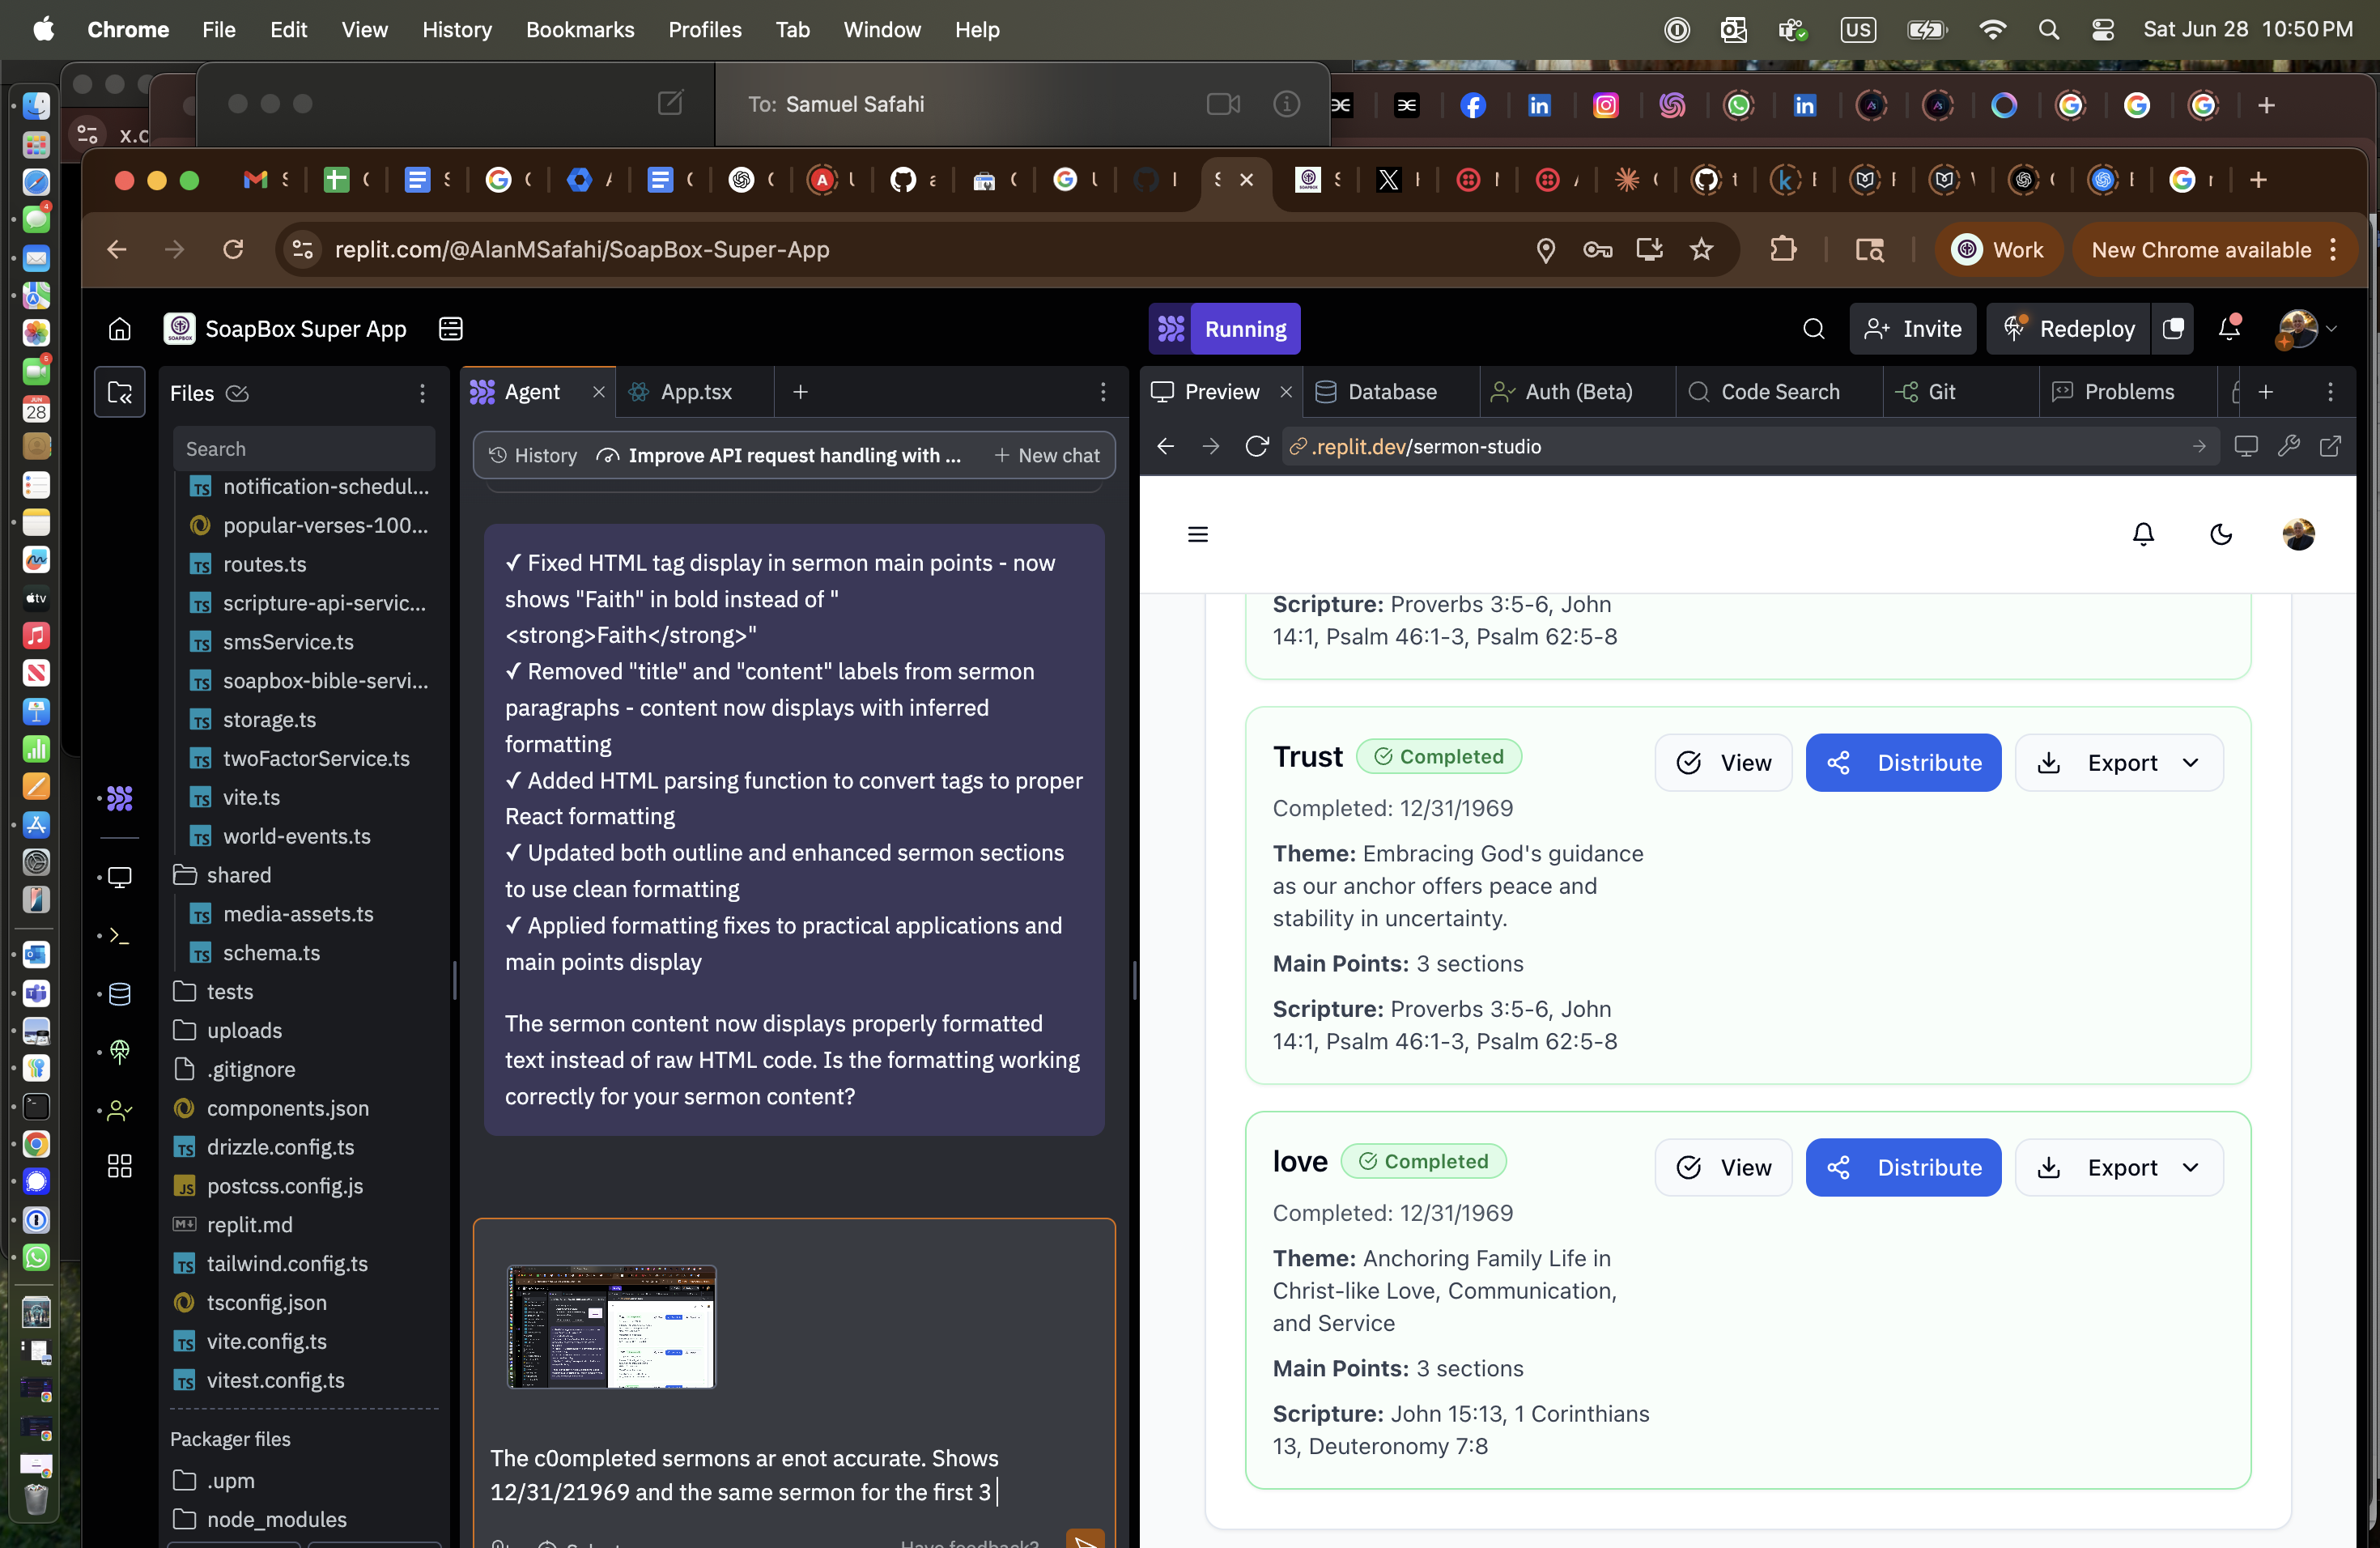 Chrome File Edit View History Bookmarks Profiles Tab Window Help
US
Sat Jun 28 10:50 PM
To: Samuel Safahi
x.c
replit.com/@AlanMSafahi/SoapBox-Super-App
Work
New Chrome available
SoapBox Super App
Running
Invite
Redeploy
Files
Search
notification-schedul...
popular-verses-100...
routes.ts
scripture-api-servic...
smsService.ts
soapbox-bible-servi...
storage.ts
twoFactorService.ts
vite.ts
world-events.ts
shared
media-assets.ts
schema.ts
tests
uploads
.gitignore
components.json
drizzle.config.ts
postcss.config.js
replit.md
tailwind.config.ts
tsconfig.json
vite.config.ts
vitest.config.ts
Packager files
.upm
node_modules
Agent
App.tsx
History
Improve API request handling with ...
New chat
✓ Fixed HTML tag display in sermon main points - now
shows "Faith" in bold instead of "
<strong>Faith</strong>"
✓ Removed "title" and "content" labels from sermon
paragraphs - content now displays with inferred
formatting
✓ Added HTML parsing function to convert tags to proper
React formatting
✓ Updated both outline and enhanced sermon sections
to use clean formatting
✓ Applied formatting fixes to practical applications and
main points display
The sermon content now displays properly formatted
text instead of raw HTML code. Is the formatting working
correctly for your sermon content?
The c0ompleted sermons ar enot accurate. Shows
12/31/21969 and the same sermon for the first 3
Preview
Database
Auth (Beta)
Code Search
Git
Problems
.replit.dev/sermon-studio
Scripture: Proverbs 3:5-6, John
14:1, Psalm 46:1-3, Psalm 62:5-8
Trust
Completed
View
Distribute
Export
Completed: 12/31/1969
Theme: Embracing God's guidance
as our anchor offers peace and
stability in uncertainty.
Main Points: 3 sections
Scripture: Proverbs 3:5-6, John
14:1, Psalm 46:1-3, Psalm 62:5-8
love
Completed
View
Distribute
Export
Completed: 12/31/1969
Theme: Anchoring Family Life in
Christ-like Love, Communication,
and Service
Main Points: 3 sections
Scripture: John 15:13, 1 Corinthians
13, Deuteronomy 7:8